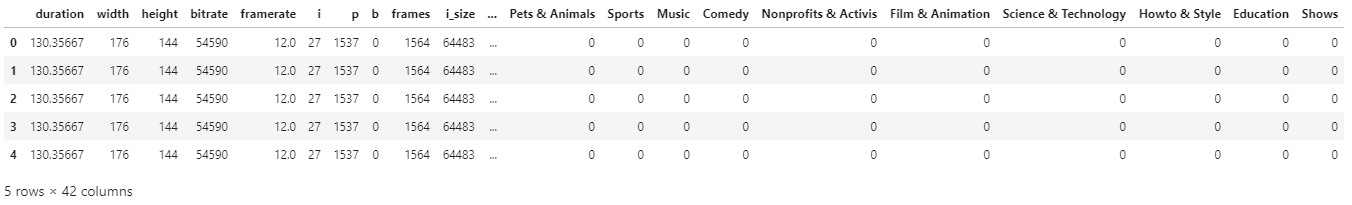 duration width height bitrate framerate i p b frames i_size ... Pets & Animals Sports Music Comedy Nonprofits & Activis Film & Animation Science & Technology Howto & Style Education Shows
0 130.35667 176 144 54590 12.0 27 1537 0 1564 64483 ... 0 0 0 0 0 0 0 0 0 0
1 130.35667 176 144 54590 12.0 27 1537 0 1564 64483 ... 0 0 0 0 0 0 0 0 0 0
2 130.35667 176 144 54590 12.0 27 1537 0 1564 64483 ... 0 0 0 0 0 0 0 0 0 0
3 130.35667 176 144 54590 12.0 27 1537 0 1564 64483 ... 0 0 0 0 0 0 0 0 0 0
4 130.35667 176 144 54590 12.0 27 1537 0 1564 64483 ... 0 0 0 0 0 0 0 0 0 0
5 rows × 42 columns